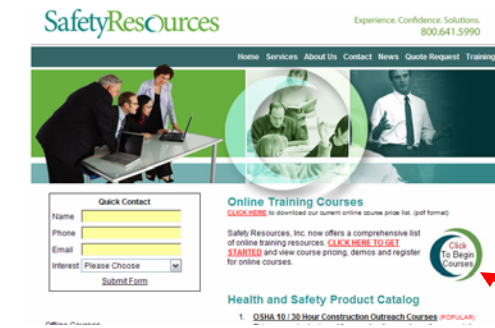 SafetyResources
Experience. Confidence. Solutions.
800.641.5990
Home Services About Us Contact News Quote Request Training
Quick Contact
Name
Phone
Email
Interest Please Choose
Submit Form
Online Training Courses
CLICK HERE to download our current online course price list. (pdf format)
Safety Resources, Inc. now offers a comprehensive list
of online training resources. CLICK HERE TO GET
STARTED and view course pricing, demos and register
for online courses.
Click
To Begin
Courses
Health and Safety Product Catalog
1. OSHA 10 / 30 Hour Construction Outreach Courses (POPULAR)
Offline Courses